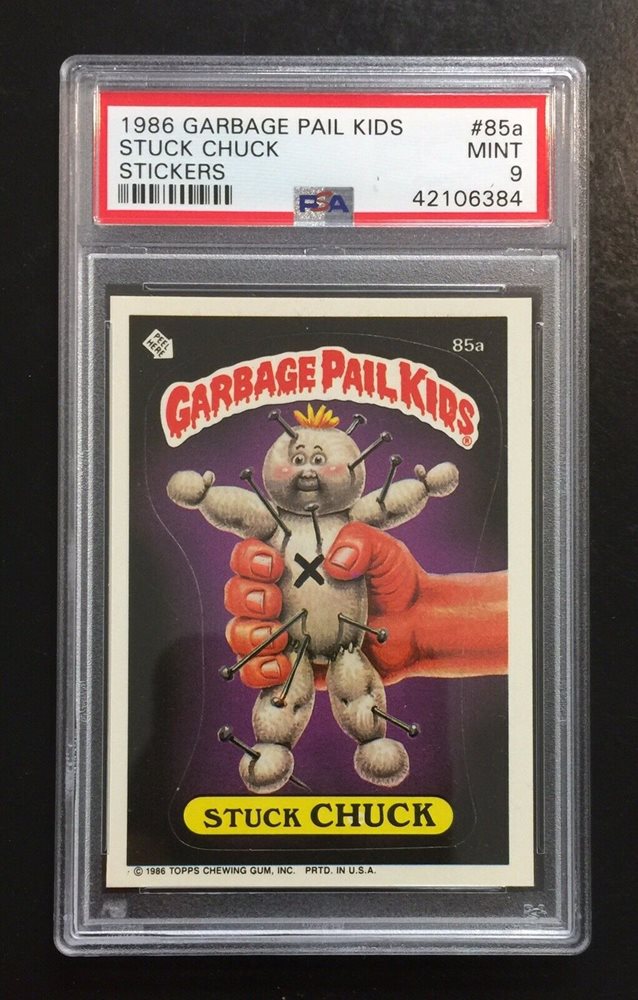 1986 GARBAGE PAIL KIDS #85a
STUCK CHUCK MINT
STICKERS 9
PSA 42106384
PEEL
HERE
85a
GARBAGE PAIL KIDS®
X
STUCK CHUCK
© 1986 TOPPS CHEWING GUM, INC. PRTD. IN U.S.A.